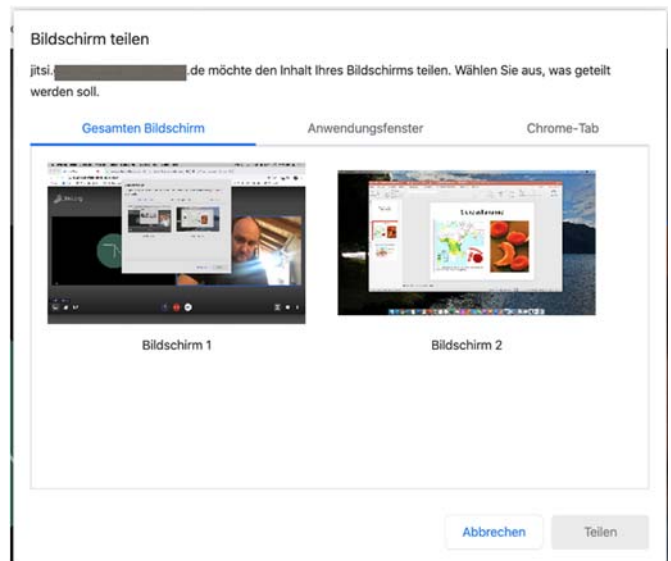 Bildschirm teilen
jitsi. .de möchte den Inhalt Ihres Bildschirms teilen. Wählen Sie aus, was geteilt
werden soll.
Gesamten Bildschirm Anwendungsfenster Chrome-Tab
Bildschirm 1 Bildschirm 2
Abbrechen Teilen